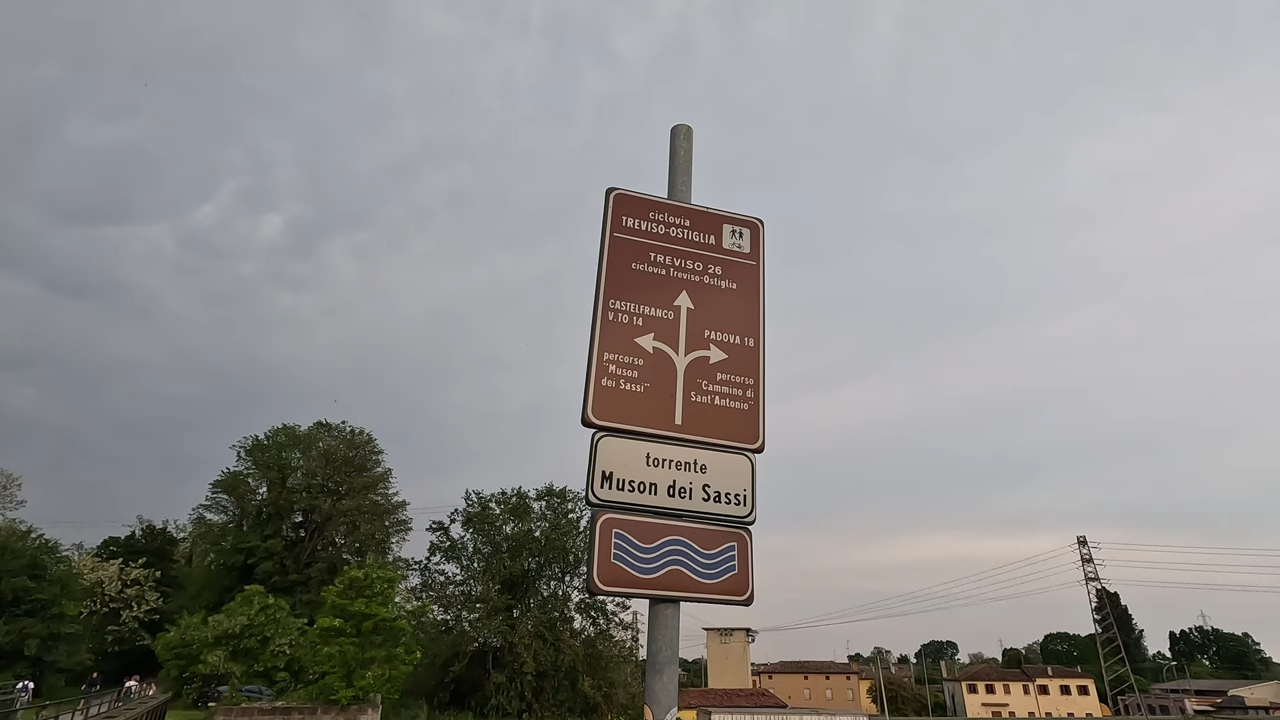 ciclovia
TREVISO-OSTIGLIA
TREVISO 26
ciclovia Treviso-Ostiglia
CASTELFRANCO
V.TO 14
PADOVA 18
percorso
"Muson
dei Sassi"
percorso
"Cammino di
Sant'Antonio"
torrente
Muson dei Sassi